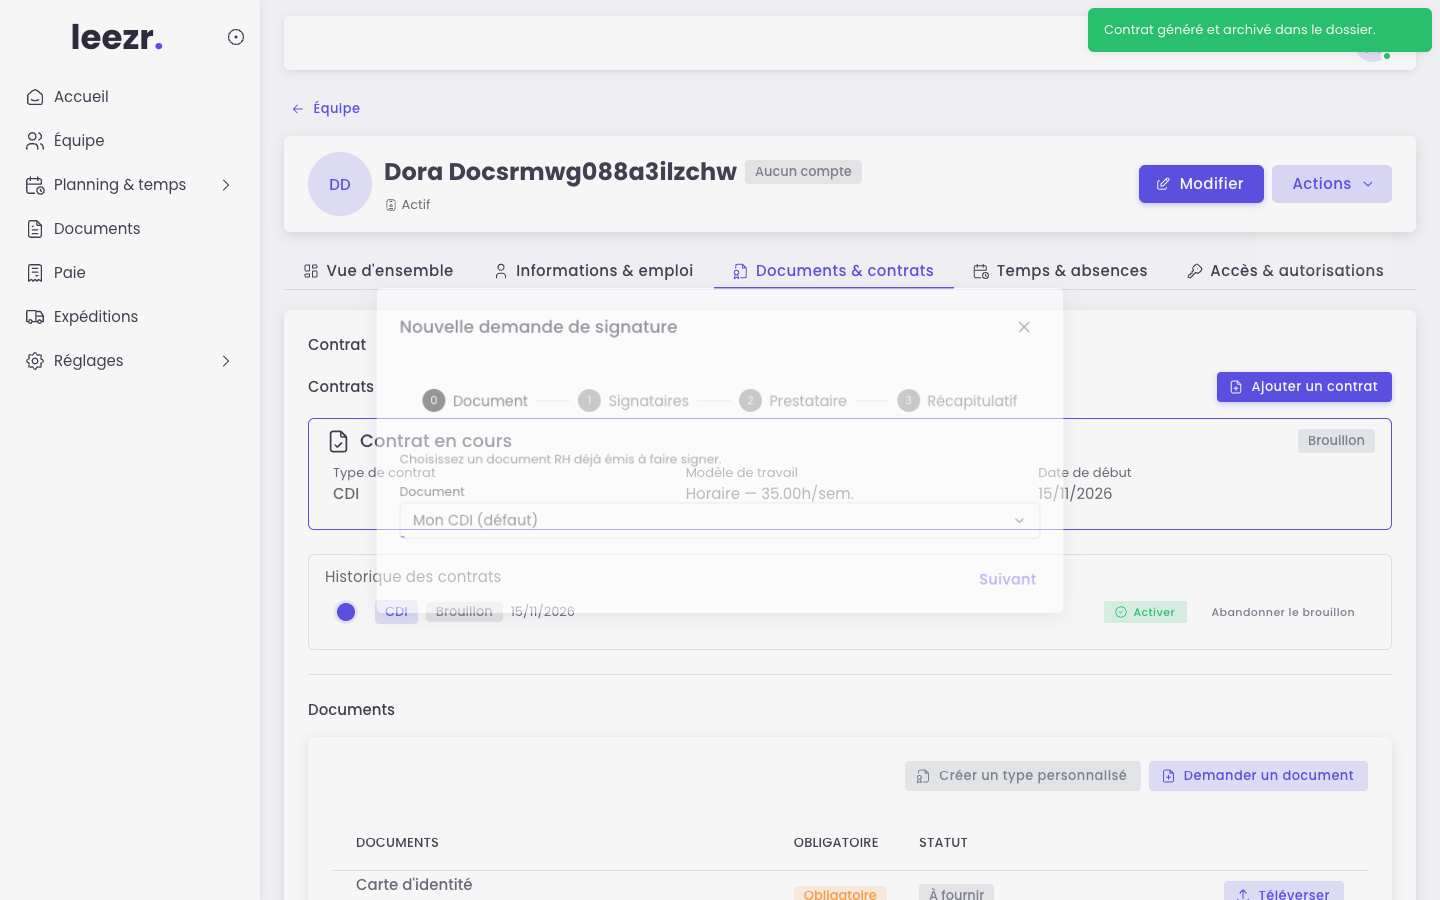 leezr.
Contrat généré et archivé dans le dossier.
Accueil
Équipe
Planning & temps
Documents
Paie
Expéditions
Réglages
Équipe
DD
Dora Docsrmwg088a3ilzchw
Aucun compte
Actif
Modifier
Actions
Vue d'ensemble
Informations & emploi
Documents & contrats
Temps & absences
Accès & autorisations
Nouvelle demande de signature
Contrat
Contrats
Ajouter un contrat
0 Document
1 Signataires
2 Prestataire
3 Récapitulatif
Contrat en cours
Brouillon
Choisissez un document RH déjà émis à faire signer.
Type de contrat
Modèle de travail
Date de début
CDI
Horaire — 35.00h/sem.
15/11/2026
Document
Mon CDI (défaut)
Historique des contrats
Suivant
CDI
Brouillon
15/11/2026
Activer
Abandonner le brouillon
Documents
Créer un type personnalisé
Demander un document
DOCUMENTS
OBLIGATOIRE
STATUT
Carte d'identité
Obligatoire
À fournir
Téléverser